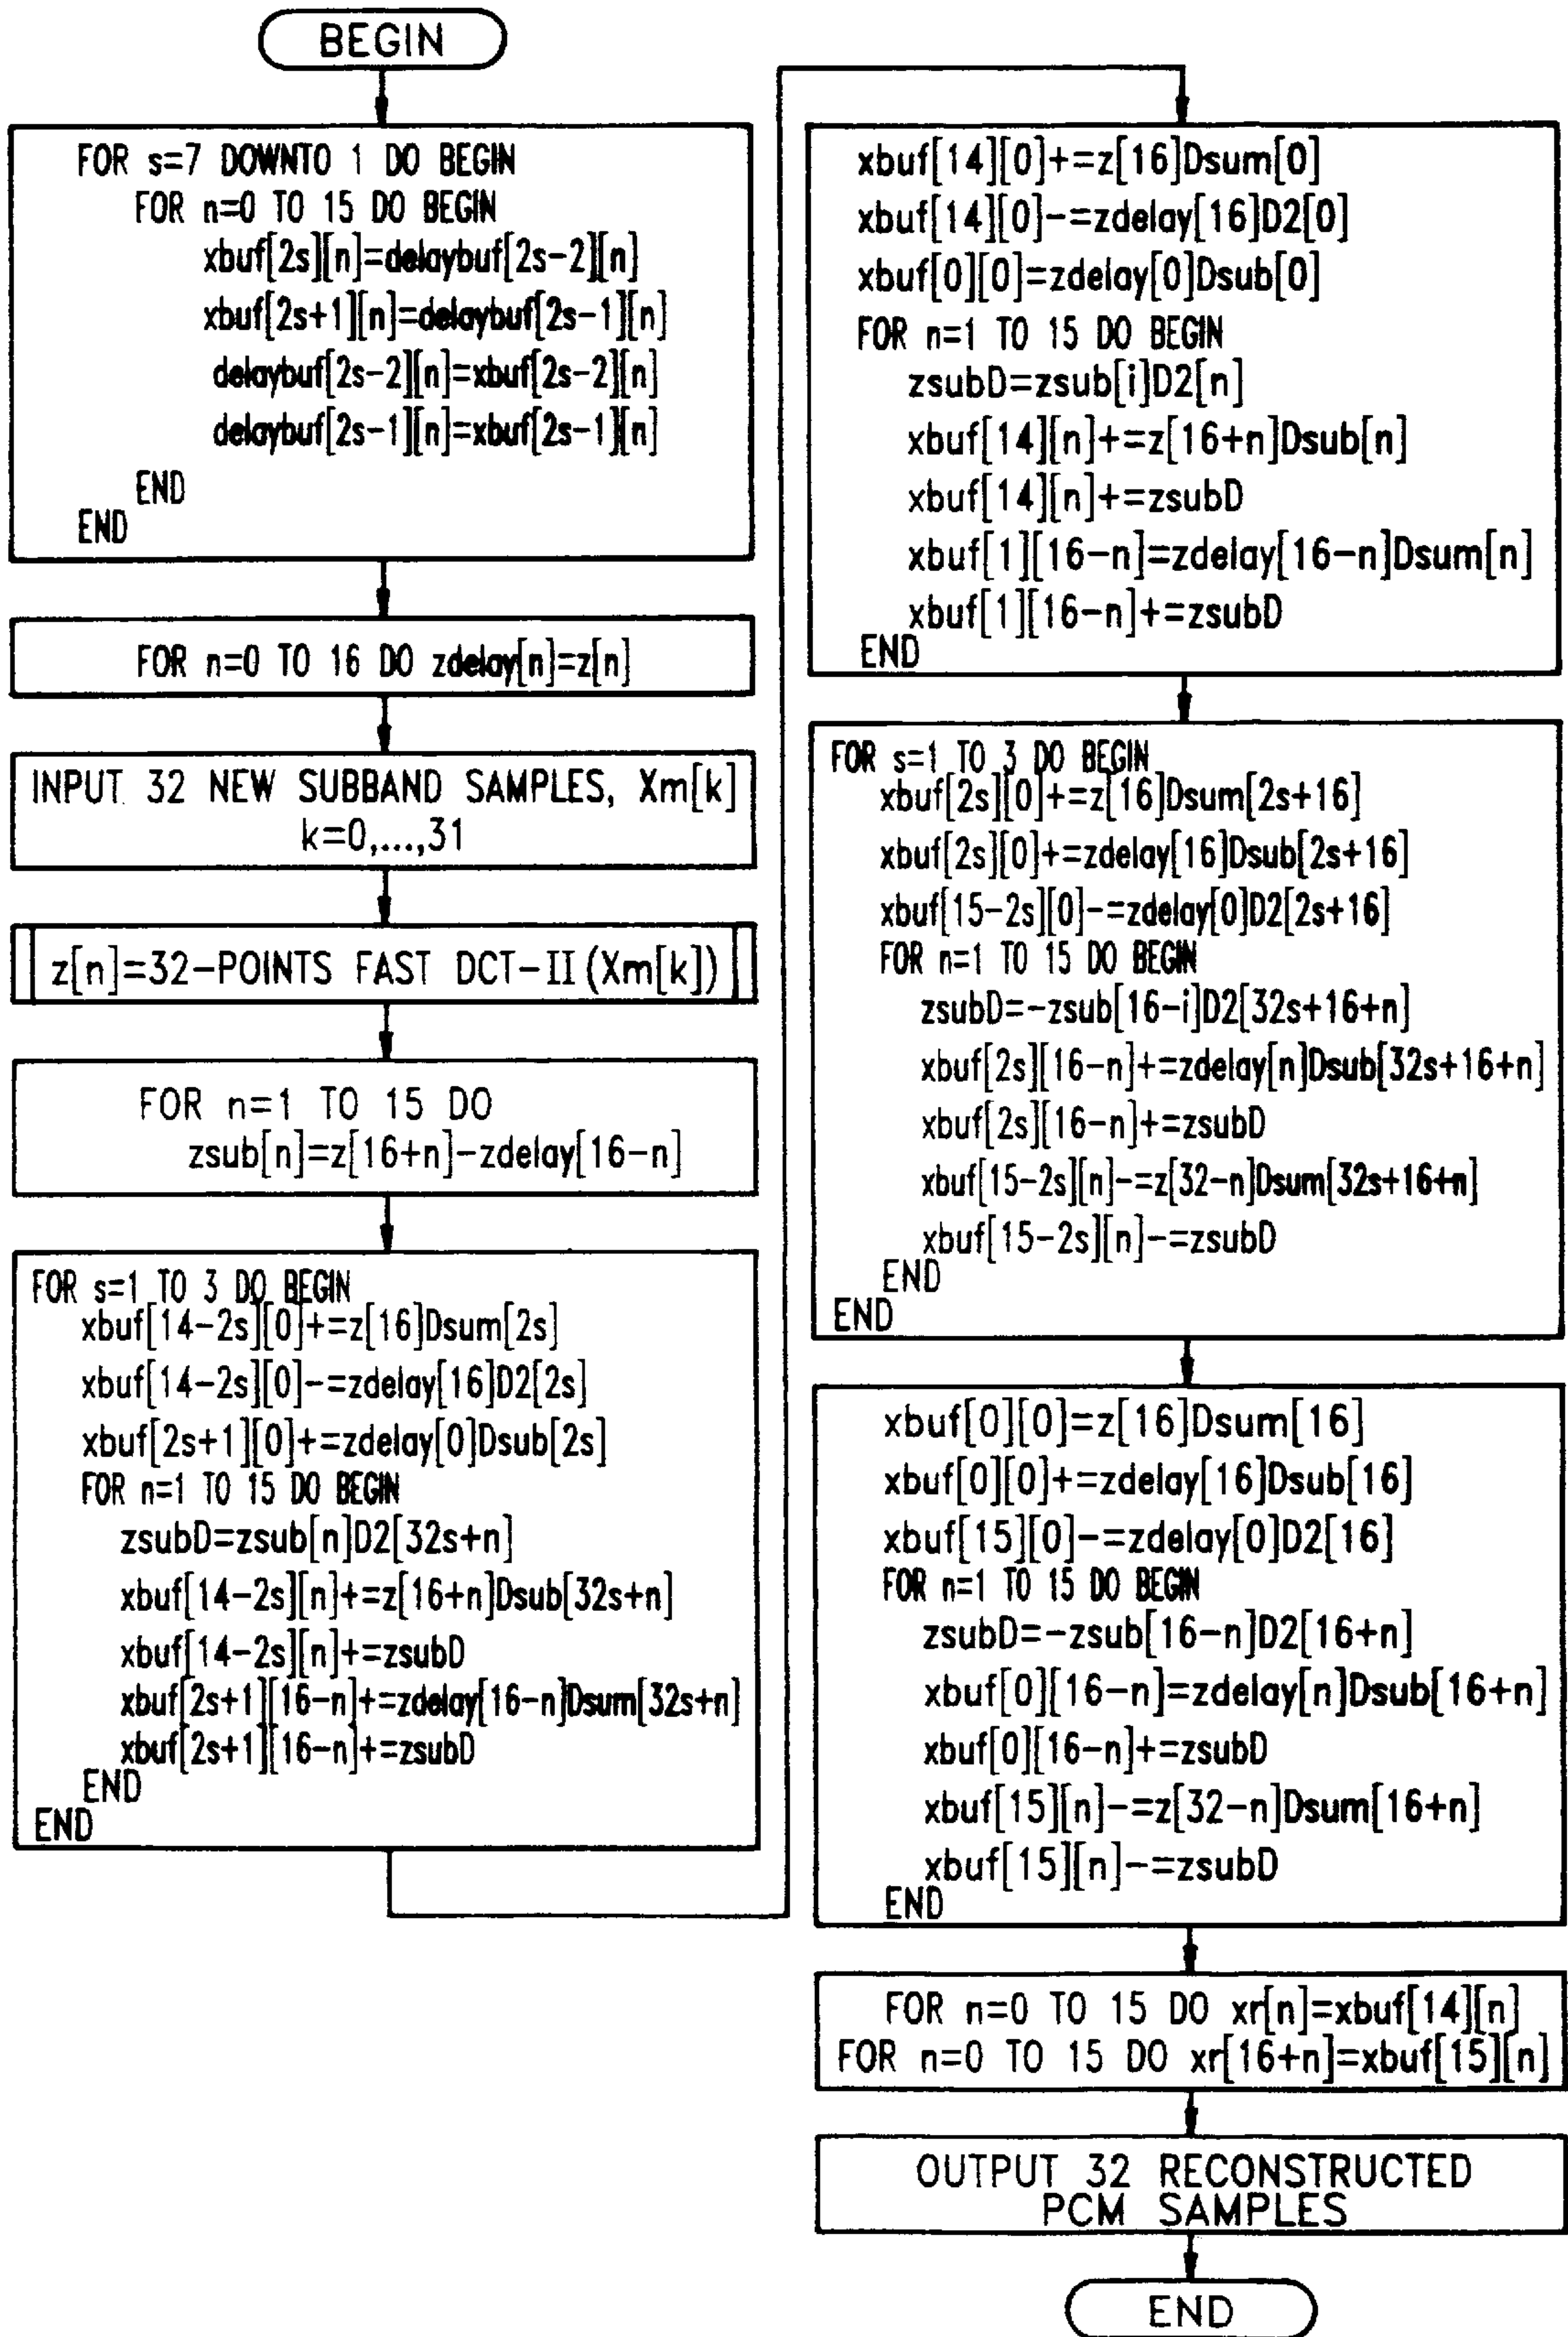 BEGIN
FOR s=7 DOWNTO 1 DO BEGIN
FOR n=0 TO 15 DO BEGIN
xbuf[2s][n]=delaybuf[2s-2][n]
xbuf[2s+1][n]=delaybuf[2s-1][n]
delaybuf[2s-2][n]=xbuf[2s-2][n]
delaybuf[2s-1][n]=xbuf[2s-1][n]
END
END
FOR n=0 TO 16 DO zdelay[n]=z[n]
INPUT 32 NEW SUBBAND SAMPLES, Xm[k]
k=0,...,31
z[n]=32-POINTS FAST DCT-II(Xm[k])
FOR n=1 TO 15 DO
zsub[n]=z[16+n]-zdelay[16-n]
FOR s=1 TO 3 DO BEGIN
xbuf[14-2s][0]+=z[16]Dsum[2s]
xbuf[14-2s][0]-=zdelay[16]D2[2s]
xbuf[2s+1][0]+=zdelay[0]Dsub[2s]
FOR n=1 TO 15 DO BEGIN
zsubD=zsub[n]D2[32s+n]
xbuf[14-2s][n]+=z[16+n]Dsub[32s+n]
xbuf[14-2s][n]+=zsubD
xbuf[2s+1][16-n]+=zdelay[16-n]Dsum[32s+n]
xbuf[2s+1][16-n]+=zsubD
END
END
xbuf[14][0]+=z[16]Dsum[0]
xbuf[14][0]-=zdelay[16]D2[0]
xbuf[0][0]=zdelay[0]Dsub[0]
FOR n=1 TO 15 DO BEGIN
zsubD=zsub[i]D2[n]
xbuf[14][n]+=z[16+n]Dsub[n]
xbuf[14][n]+=zsubD
xbuf[1][16-n]=zdelay[16-n]Dsum[n]
xbuf[1][16-n]+=zsubD
END
FOR s=1 TO 3 DO BEGIN
xbuf[2s][0]+=z[16]Dsum[2s+16]
xbuf[2s][0]+=zdelay[16]Dsub[2s+16]
xbuf[15-2s][0]-=zdelay[0]D2[2s+16]
FOR n=1 TO 15 DO BEGIN
zsubD=-zsub[16-i]D2[32s+16+n]
xbuf[2s][16-n]+=zdelay[n]Dsub[32s+16+n]
xbuf[2s][16-n]+=zsubD
xbuf[15-2s][n]-=z[32-n]Dsum[32s+16+n]
xbuf[15-2s][n]-=zsubD
END
END
xbuf[0][0]=z[16]Dsum[16]
xbuf[0][0]+=zdelay[16]Dsub[16]
xbuf[15][0]-=zdelay[0]D2[16]
FOR n=1 TO 15 DO BEGIN
zsubD=-zsub[16-n]D2[16+n]
xbuf[0][16-n]=zdelay[n]Dsub[16+n]
xbuf[0][16-n]+=zsubD
xbuf[15][n]-=z[32-n]Dsum[16+n]
xbuf[15][n]-=zsubD
END
FOR n=0 TO 15 DO xr[n]=xbuf[14][n]
FOR n=0 TO 15 DO xr[16+n]=xbuf[15][n]
OUTPUT 32 RECONSTRUCTED
PCM SAMPLES
END